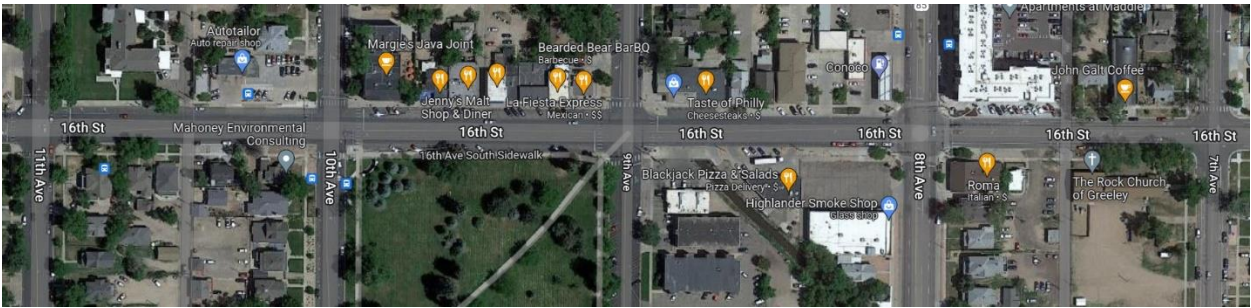 Autotailor
Auto repair shop
Mahoney Environmental
Consulting
Margie's Java Joint
Jenny's Malt
Shop & Diner
Bearded Bear BarBQ
Barbecue • $
La Fiesta Express
Mexican • $$
Taste of Philly
Cheesesteaks • $
Conoco
85
Apartments at Maddie
John Galt Coffee
16th St
16th St
16th St
16th St
16th St
16th St
16th Ave South Sidewalk
11th Ave
10th Ave
9th Ave
8th Ave
7th Ave
Blackjack Pizza & Salads
Pizza Delivery • $
Highlander Smoke Shop
Glass shop
Roma
Italian • $
The Rock Church
of Greeley